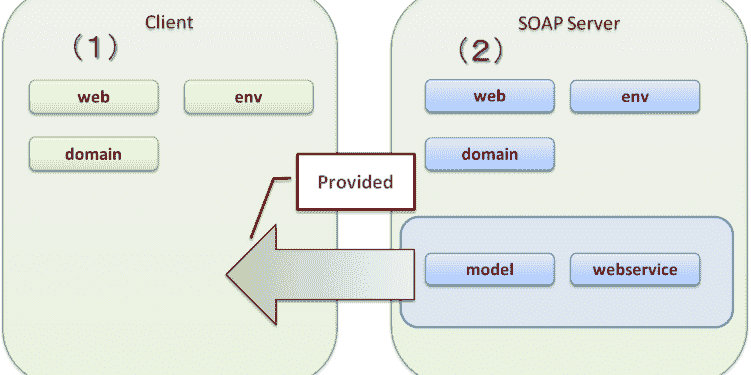 Client
(1)
web
env
domain
SOAP Server
(2)
web
env
domain
Provided
model
webservice